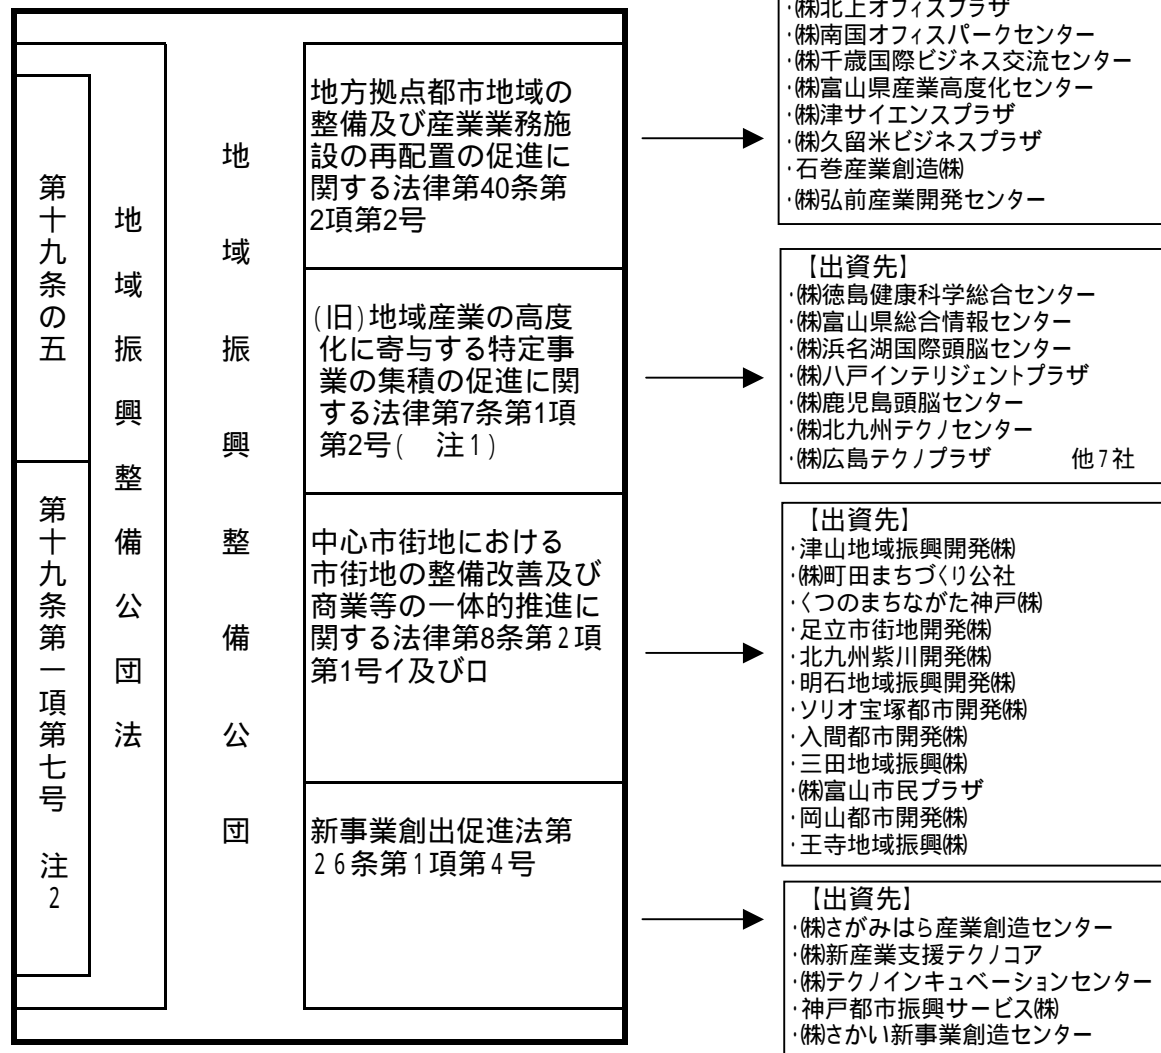 第十九条の五
第十九条第一項第七号　注２
地域振興整備公団法
地域振興整備公団
地方拠点都市地域の
整備及び産業業務施
設の再配置の促進に
関する法律第40条第
2項第2号
(旧)地域産業の高度
化に寄与する特定事
業の集積の促進に関
する法律第7条第1項
第2号(　注1)
中心市街地における
市街地の整備改善及び
商業等の一体的推進に
関する法律第8条第2項
第1号イ及びロ
新事業創出促進法第
26条第1項第4号
・㈱北上オフィスプラザ
・㈱南国オフィスパークセンター
・㈱千歳国際ビジネス交流センター
・㈱富山県産業高度化センター
・㈱津サイエンスプラザ
・㈱久留米ビジネスプラザ
・石巻産業創造㈱
・㈱弘前産業開発センター
【出資先】
・㈱徳島健康科学総合センター
・㈱富山県総合情報センター
・㈱浜名湖国際頭脳センター
・㈱八戸インテリジェントプラザ
・㈱鹿児島頭脳センター
・㈱北九州テクノセンター
・㈱広島テクノプラザ　　他7社
【出資先】
・津山地域振興開発㈱
・㈱町田まちづくり公社
・くつのまちながた神戸㈱
・足立市街地開発㈱
・北九州紫川開発㈱
・明石地域振興開発㈱
・ソリオ宝塚都市開発㈱
・入間都市開発㈱
・三田地域振興㈱
・㈱富山市民プラザ
・岡山都市開発㈱
・王寺地域振興㈱
【出資先】
・㈱さがみはら産業創造センター
・㈱新産業支援テクノコア
・㈱テクノインキュベーションセンター
・神戸都市振興サービス㈱
・㈱さかい新事業創造センター